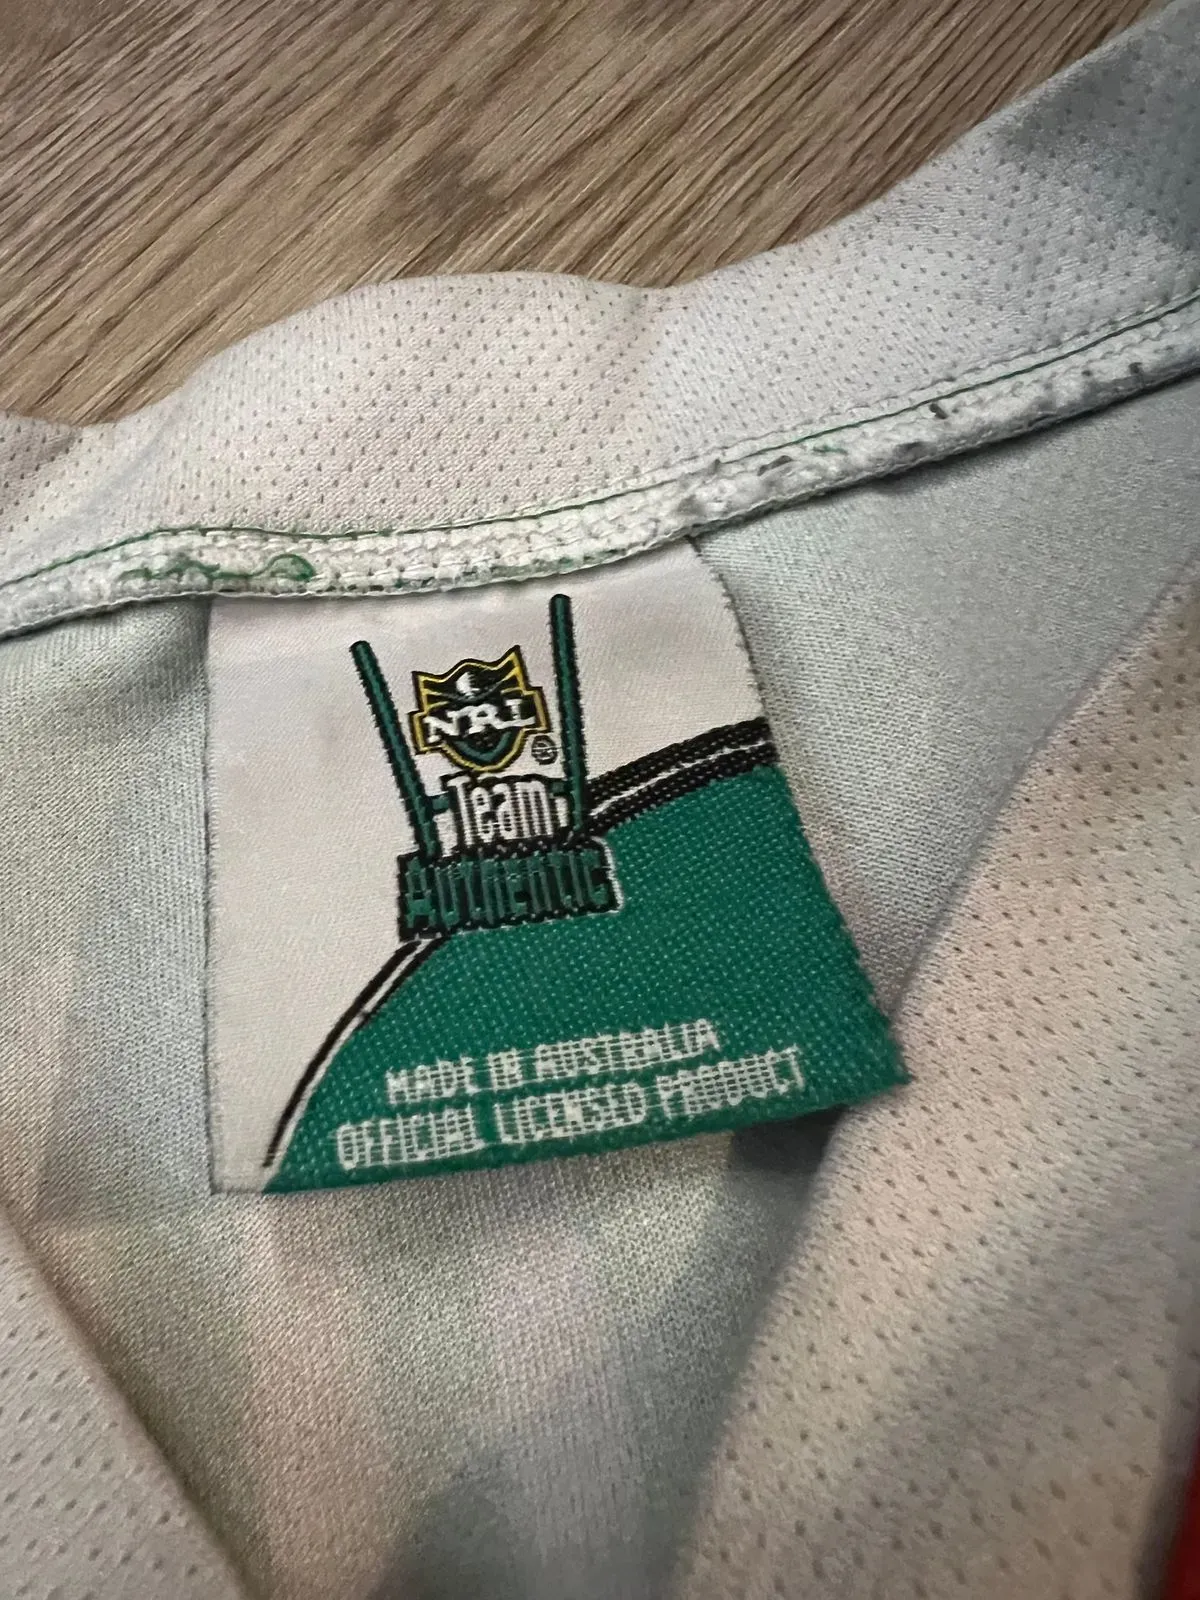 NRL
®
Team
AUTHENTIC
MADE IN AUSTRALIA
OFFICIAL LICENSED PRODUCT